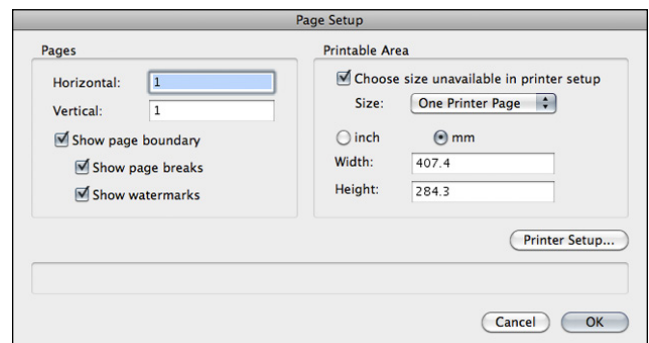 Page Setup
Pages
Horizontal: 1
Vertical: 1
Show page boundary
Show page breaks
Show watermarks
Printable Area
Choose size unavailable in printer setup
Size: One Printer Page
inch mm
Width: 407.4
Height: 284.3
Printer Setup...
Cancel OK